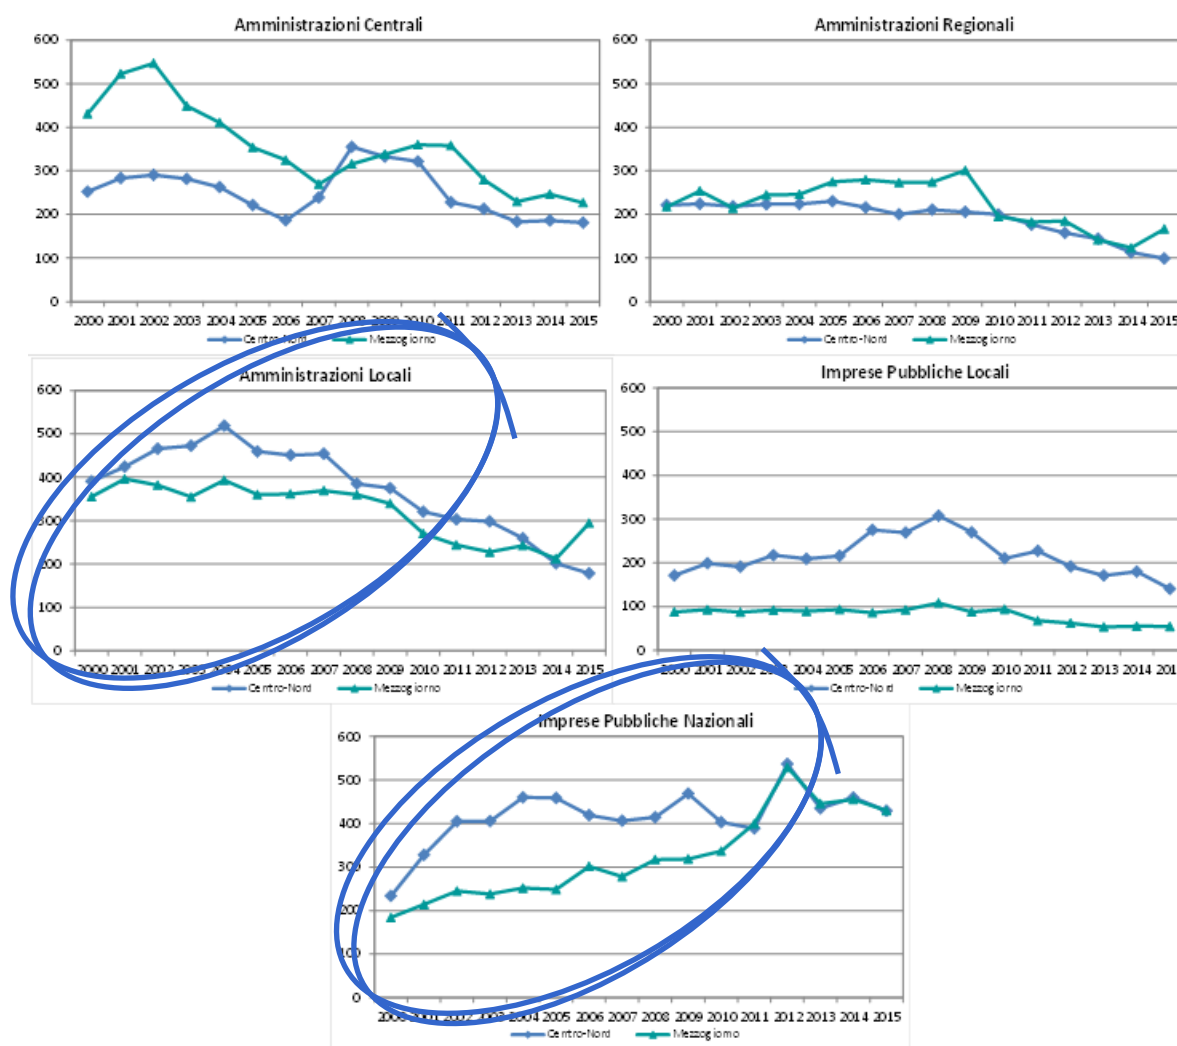 Amministrazioni Centrali
600
500
400
300
200
100
0
2000 2001 2002 2003 2004 2005 2006 2007 2008 2009 2010 2011 2012 2013 2014 2015
Centro-Nord Mezzogiorno
Amministrazioni Regionali
600
500
400
300
200
100
0
2000 2001 2002 2003 2004 2005 2006 2007 2008 2009 2010 2011 2012 2013 2014 2015
Centro-Nord Mezzogiorno
Amministrazioni Locali
600
500
400
300
200
100
0
2000 2001 2002 2003 2004 2005 2006 2007 2008 2009 2010 2011 2012 2013 2014 2015
Centro-Nord Mezzogiorno
Imprese Pubbliche Locali
600
500
400
300
200
100
0
2000 2001 2002 2003 2004 2005 2006 2007 2008 2009 2010 2011 2012 2013 2014 201
Centro-Nord Mezzogiorno
Imprese Pubbliche Nazionali
600
500
400
300
200
100
0
2000 2001 2002 2003 2004 2005 2006 2007 2008 2009 2010 2011 2012 2013 2014 2015
Centro-Nord Mezzogiorno